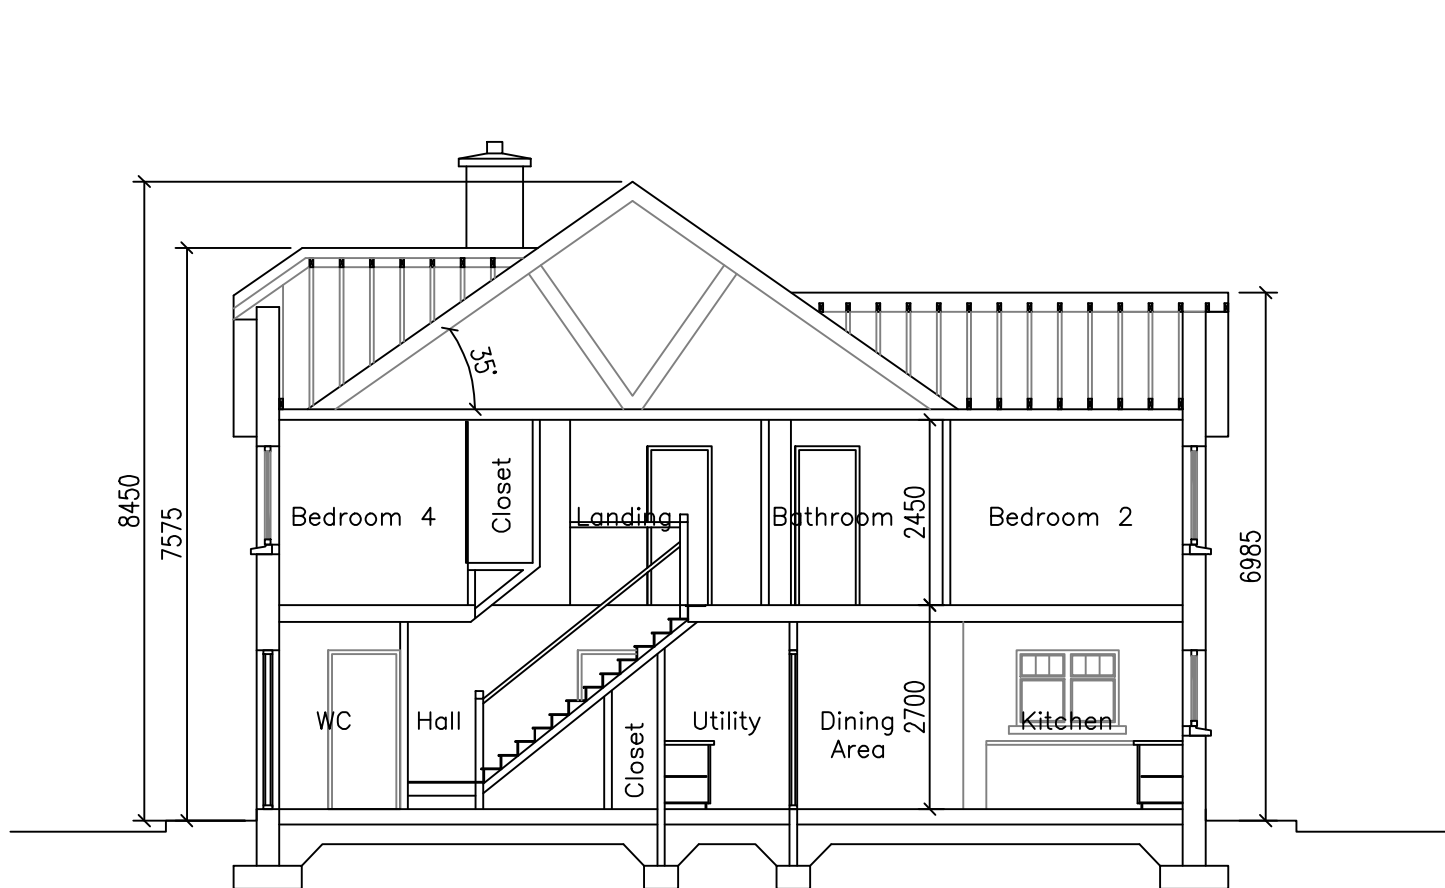 35°
8450
7575
Bedroom 4
Closet
Landing
Bathroom
2450
Bedroom 2
6985
WC
Hall
Closet
Utility
Dining
Area
2700
Kitchen